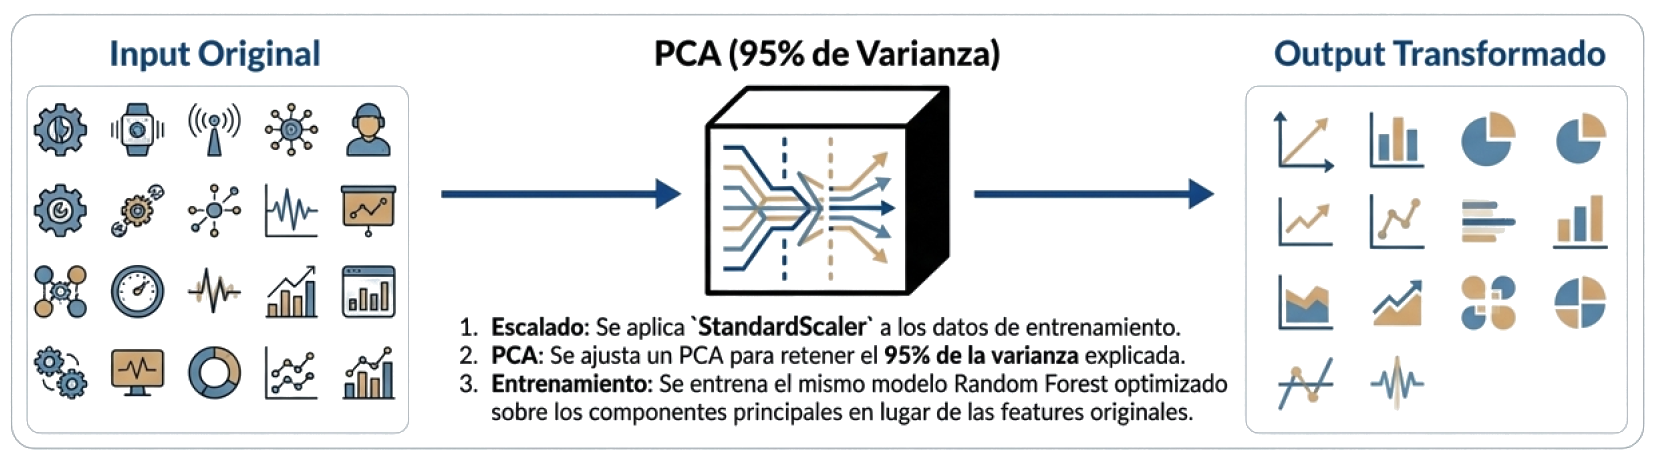 Input Original
PCA (95% de Varianza)
Output Transformado
1. Escalado: Se aplica `StandardScaler` a los datos de entrenamiento.
2. PCA: Se ajusta un PCA para retener el 95% de la varianza explicada.
3. Entrenamiento: Se entrena el mismo modelo Random Forest optimizado
sobre los componentes principales en lugar de las features originales.